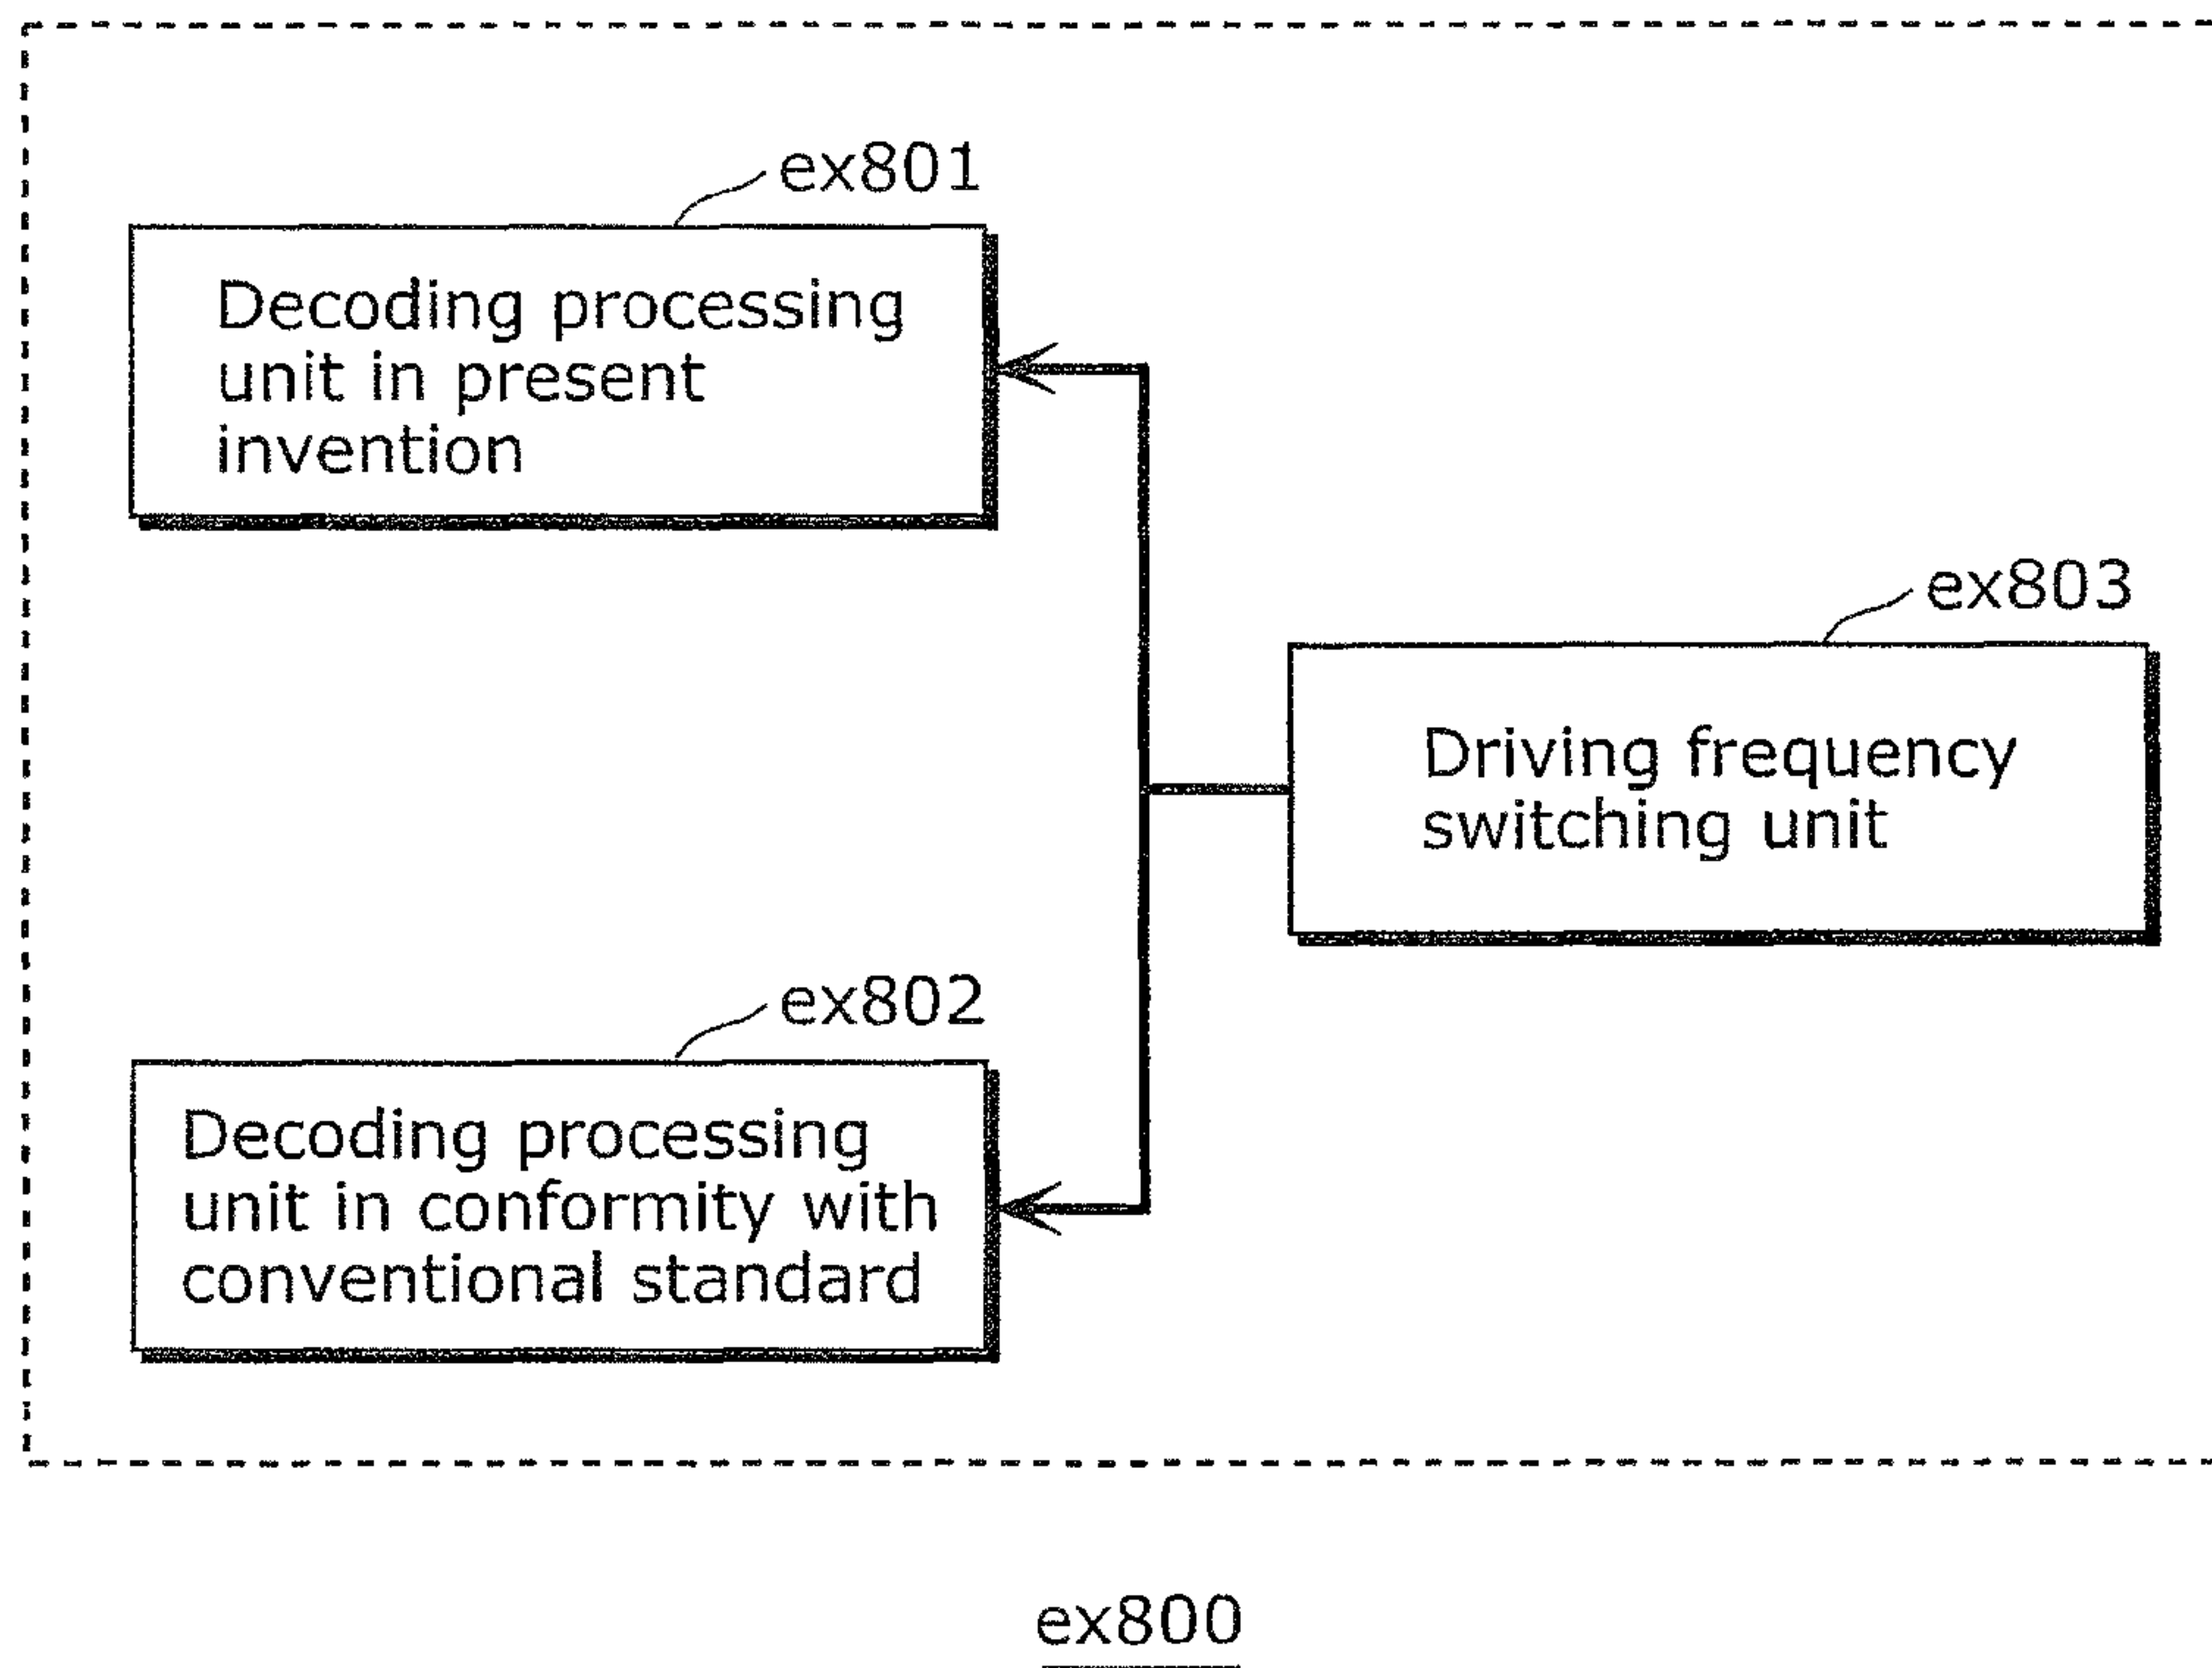 ex801
Decoding processing
unit in present
invention
ex803
Driving frequency
switching unit
ex802
Decoding processing
unit in conformity with
conventional standard
ex800